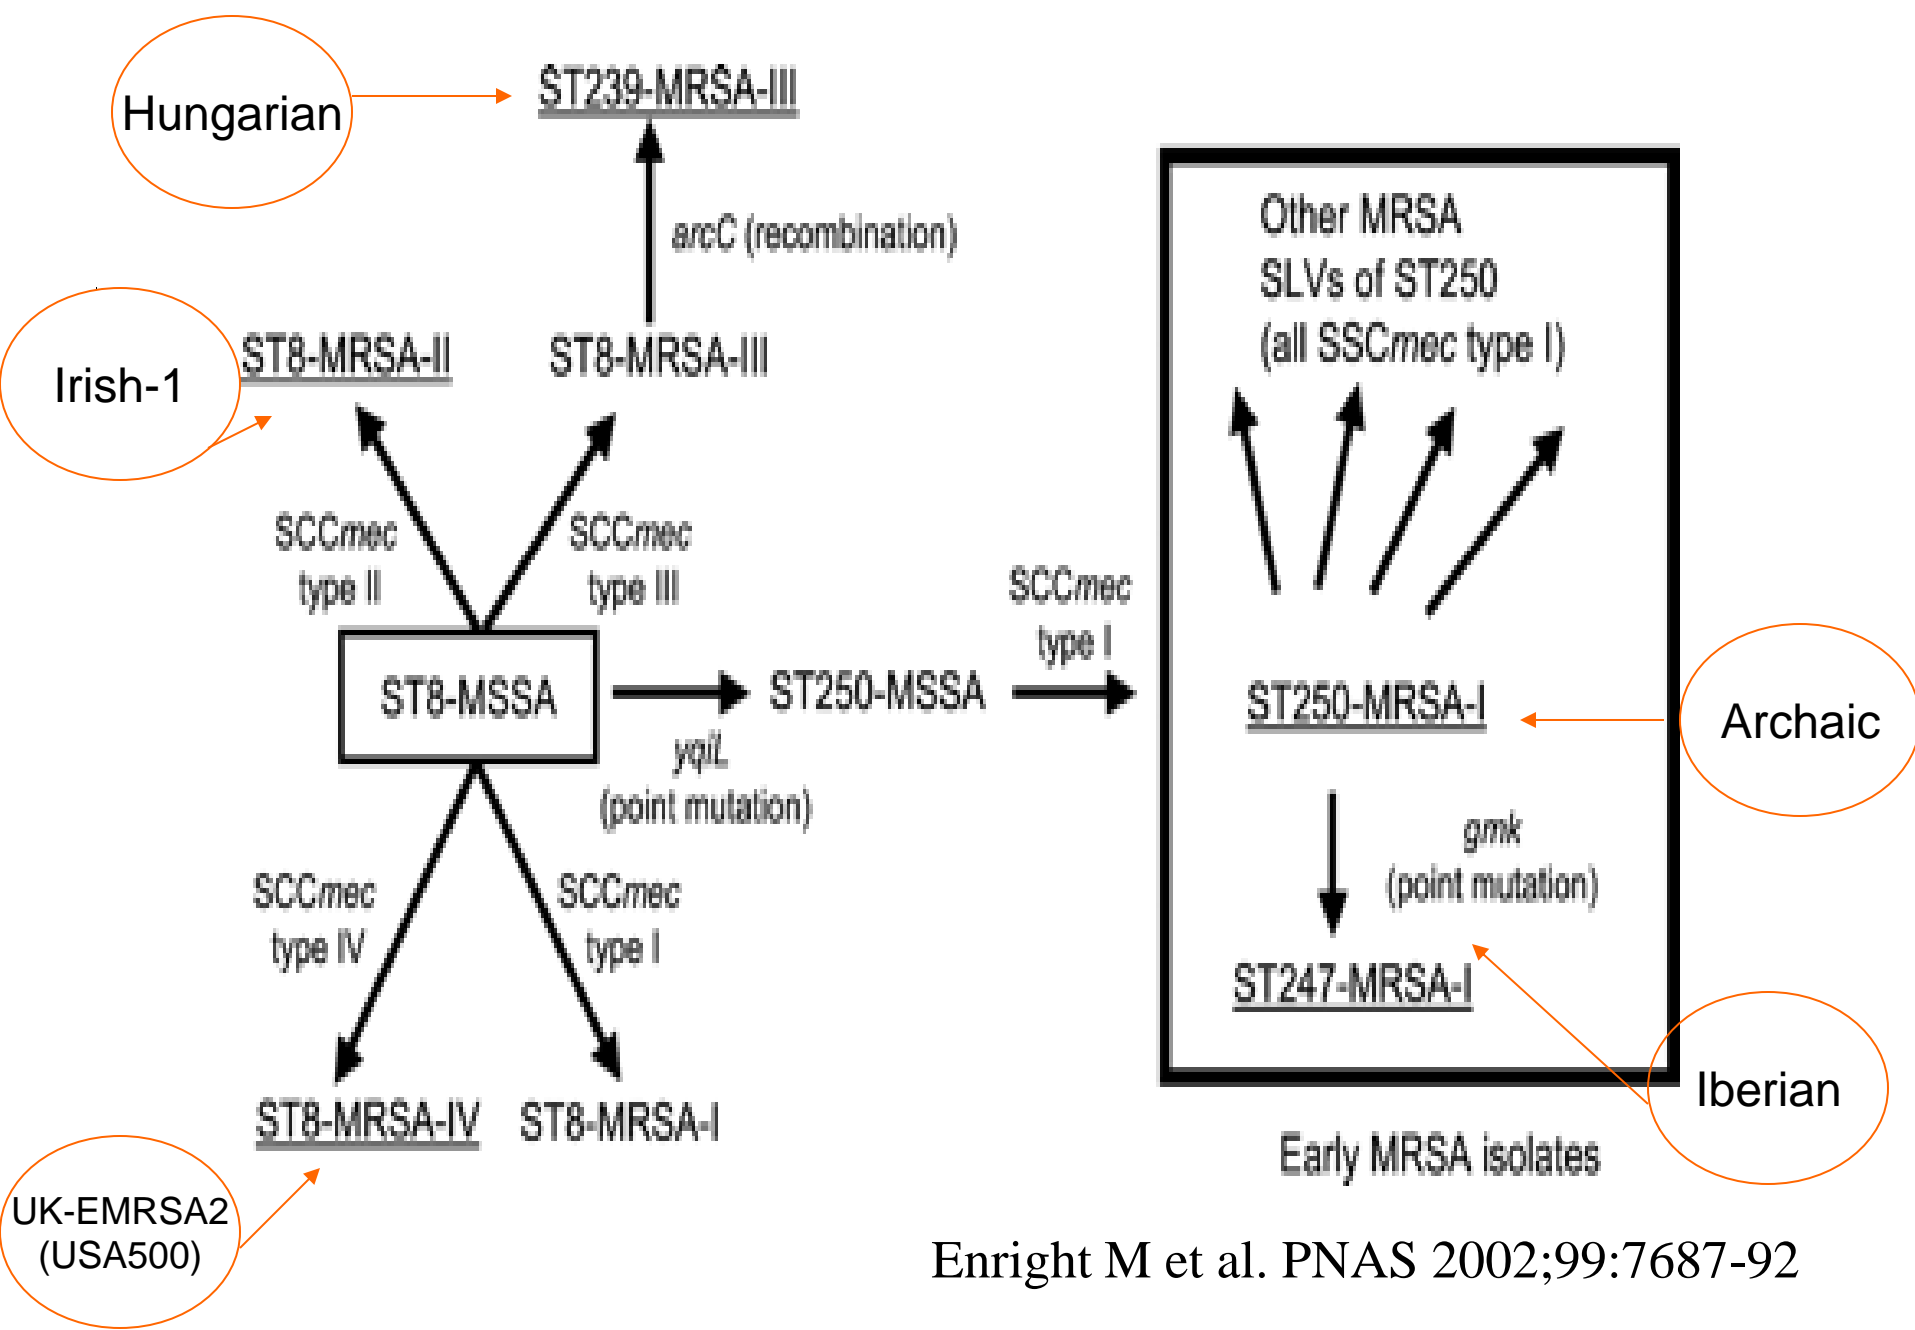 Hungarian
ST239-MRSA-III
arcC (recombination)
Other MRSA
SLVs of ST250
(all SSCmec type I)
Irish-1
ST8-MRSA-II
ST8-MRSA-III
SCCmec
type II
SCCmec
type III
SCCmec
type I
ST8-MSSA
ST250-MSSA
ST250-MRSA-I
Archaic
yqiL
(point mutation)
gmk
(point mutation)
SCCmec
type IV
SCCmec
type I
ST247-MRSA-I
Iberian
ST8-MRSA-IV
ST8-MRSA-I
Early MRSA isolates
UK-EMRSA2
(USA500)
Enright M et al. PNAS 2002;99:7687-92